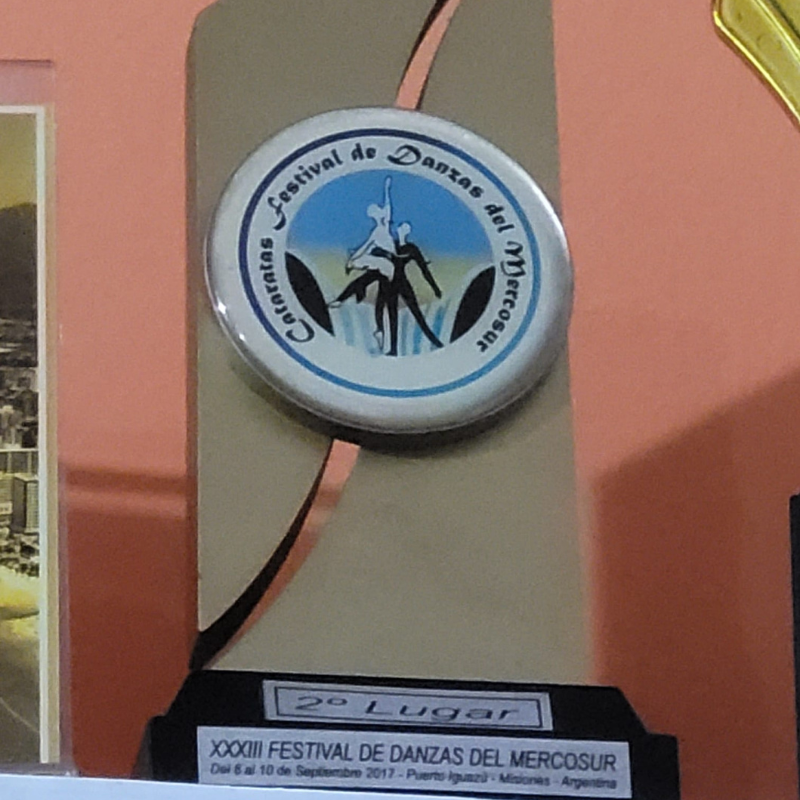 Cataratas Festival de Danzas del Mercosur
2º Lugar
XXXIII FESTIVAL DE DANZAS DEL MERCOSUR
Del 6 al 10 de Septiembre 2017 - Puerto Iguazú - Misiones - Argentina